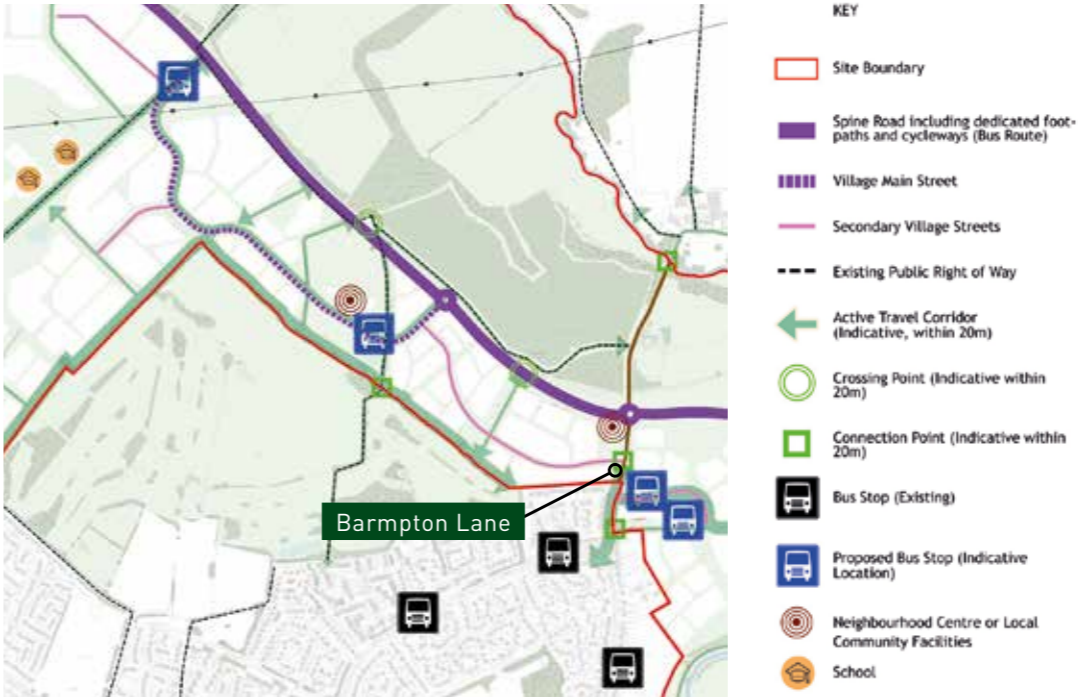 Barmpton Lane
KEY
Site Boundary
Spine Road including dedicated foot-
paths and cycleways (Bus Route)
Village Main Street
Secondary Village Streets
Existing Public Right of Way
Active Travel Corridor
(Indicative, within 20m)
Crossing Point (Indicative within
20m)
Connection Point (Indicative within
20m)
Bus Stop (Existing)
Proposed Bus Stop (Indicative
Location)
Neighbourhood Centre or Local
Community Facilities
School